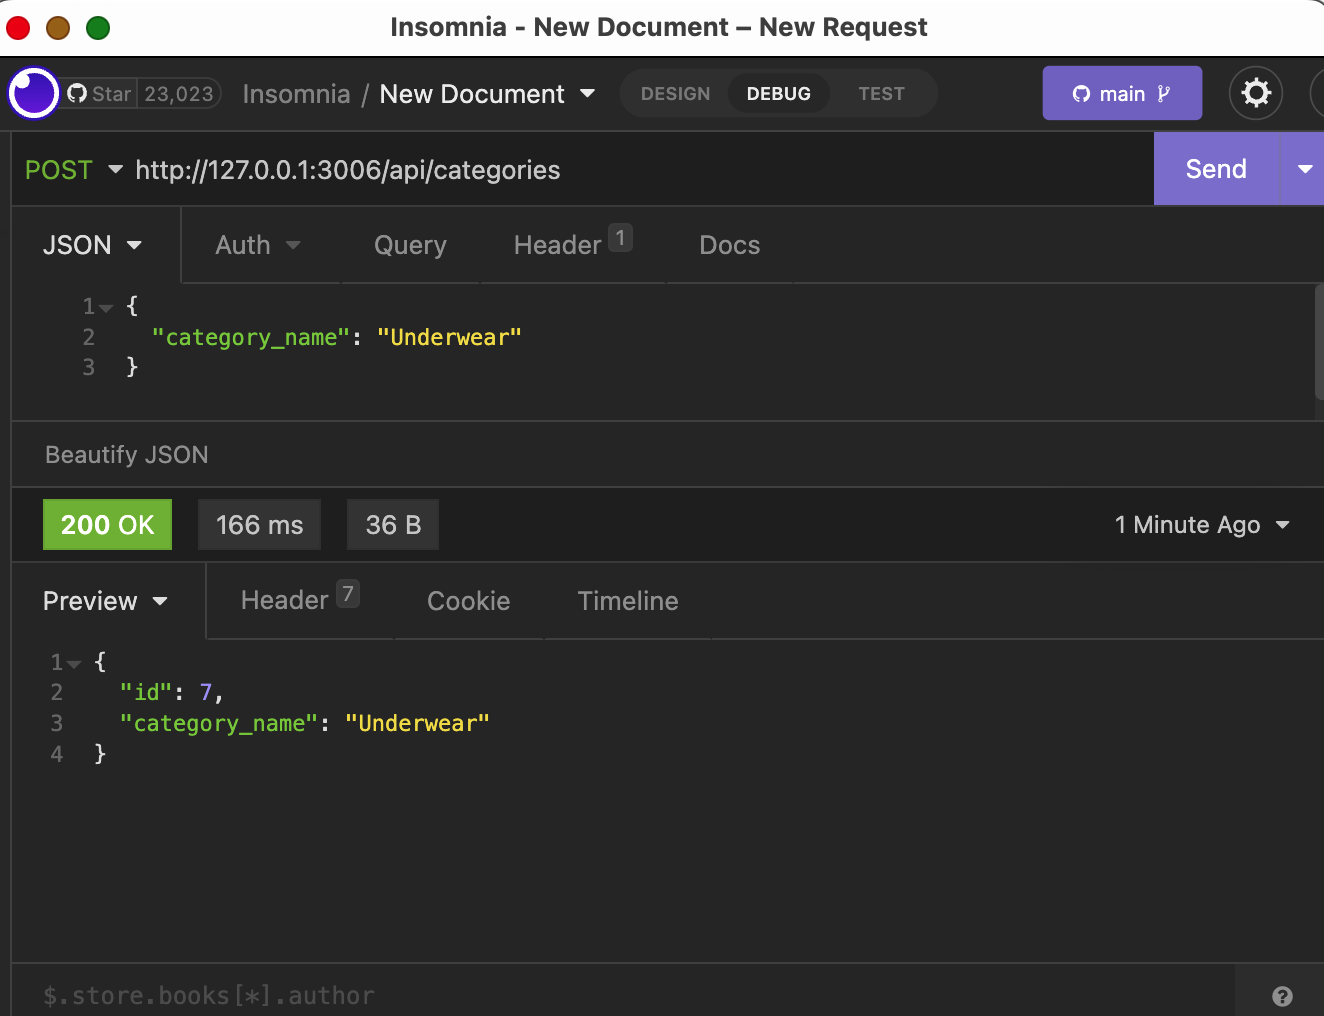 Insomnia - New Document – New Request
Star 23,023 Insomnia / New Document DESIGN DEBUG TEST main
POST http://127.0.0.1:3006/api/categories Send
JSON Auth Query Header 1 Docs
1 {
2 "category_name": "Underwear"
3 }
Beautify JSON
200 OK 166 ms 36 B 1 Minute Ago
Preview Header 7 Cookie Timeline
1 {
2 "id": 7,
3 "category_name": "Underwear"
4 }
$.store.books[*].author ?